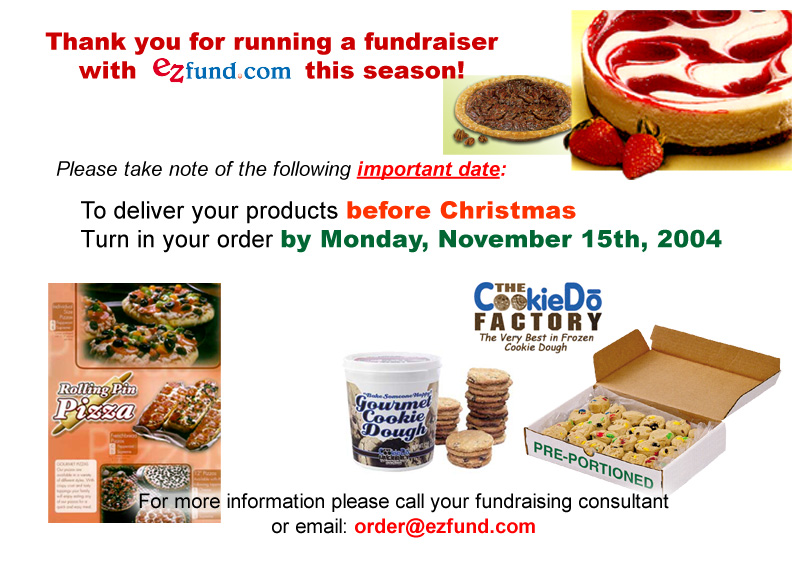 Thank you for running a fundraiser
with ezfund.com this season!
Please take note of the following important date:
To deliver your products before Christmas
Turn in your order by Monday, November 15th, 2004
Rolling Pin
Pizza
GOURMET PIZZAS
THE
CookieDō
FACTORY
The Very Best in Frozen
Cookie Dough
Gourmet
Cookie
Dough
PRE-PORTIONED
For more information please call your fundraising consultant
or email: order@ezfund.com